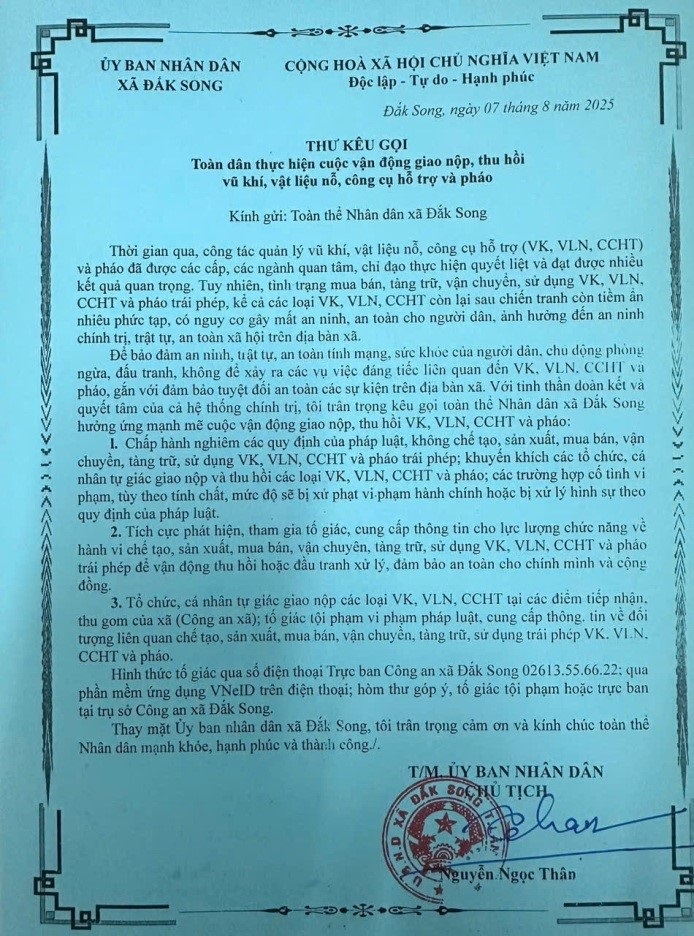 ỦY BAN NHÂN DÂN
XÃ ĐẮK SONG
CỘNG HOÀ XÃ HỘI CHỦ NGHĨA VIỆT NAM
Độc lập - Tự do - Hạnh phúc
Đắk Song, ngày 07 tháng 8 năm 2025
THƯ KÊU GỌI
Toàn dân thực hiện cuộc vận động giao nộp, thu hồi
vũ khí, vật liệu nổ, công cụ hỗ trợ và pháo
Kính gửi: Toàn thể Nhân dân xã Đắk Song
Thời gian qua, công tác quản lý vũ khí, vật liệu nổ, công cụ hỗ trợ (VK, VLN, CCHT)
và pháo đã được các cấp, các ngành quan tâm, chỉ đạo thực hiện quyết liệt và đạt được nhiều
kết quả quan trọng. Tuy nhiên, tình trạng mua bán, tàng trữ, vận chuyển, sử dụng VK, VLN,
CCHT và pháo trái phép, kể cả các loại VK, VLN, CCHT còn lại sau chiến tranh còn tiềm ẩn
nhiều phức tạp, có nguy cơ gây mất an ninh, an toàn cho người dân, ảnh hưởng đến an ninh
chính trị, trật tự, an toàn xã hội trên địa bàn xã.
Để bảo đảm an ninh, trật tự, an toàn tính mạng, sức khỏe của người dân, chủ động phòng
ngừa, đấu tranh, không để xảy ra các vụ việc đáng tiếc liên quan đến VK, VLN, CCHT và
pháo, gắn với đảm bảo tuyệt đối an toàn các sự kiện trên địa bàn xã. Với tinh thần đoàn kết và
quyết tâm của cả hệ thống chính trị, tôi trân trọng kêu gọi toàn thể Nhân dân xã Đắk Song
hưởng ứng mạnh mẽ cuộc vận động giao nộp, thu hồi VK, VLN, CCHT và pháo:
1. Chấp hành nghiêm các quy định của pháp luật, không chế tạo, sản xuất, mua bán, vận
chuyển, tàng trữ, sử dụng VK, VLN, CCHT và pháo trái phép; khuyến khích các tổ chức, cá
nhân tự giác giao nộp và thu hồi các loại VK, VLN, CCHT và pháo; các trường hợp cố tình vi
phạm, tùy theo tính chất, mức độ sẽ bị xử phạt vi phạm hành chính hoặc bị xử lý hình sự theo
quy định của pháp luật.
2. Tích cực phát hiện, tham gia tố giác, cung cấp thông tin cho lực lượng chức năng về
hành vi chế tạo, sản xuất, mua bán, vận chuyển, tàng trữ, sử dụng VK, VLN, CCHT và pháo
trái phép để vận động thu hồi hoặc đấu tranh xử lý, đảm bảo an toàn cho chính mình và cộng
đồng.
3. Tổ chức, cá nhân tự giác giao nộp các loại VK, VLN, CCHT tại các điểm tiếp nhận,
thu gom của xã (Công an xã); tố giác tội phạm vi phạm pháp luật, cung cấp thông. tin về đối
tượng liên quan chế tạo, sản xuất, mua bán, vận chuyển, tàng trữ, sử dụng trái phép VK, VLN,
CCHT và pháo.
Hình thức tố giác qua số điện thoại Trực ban Công an xã Đắk Song 02613.55.66.22; qua
phần mềm ứng dụng VNeID trên điện thoại; hòm thư góp ý, tố giác tội phạm hoặc trực ban
tại trụ sở Công an xã Đắk Song.
Thay mặt Ủy ban nhân dân xã Đắk Song, tôi trân trọng cảm ơn và kính chúc toàn thể
Nhân dân mạnh khỏe, hạnh phúc và thành công./.
T/M. ỦY BAN NHÂN DÂN
CHỦ TỊCH
U.B.N.D XÃ ĐẮK SONG
Nguyễn Ngọc Thân